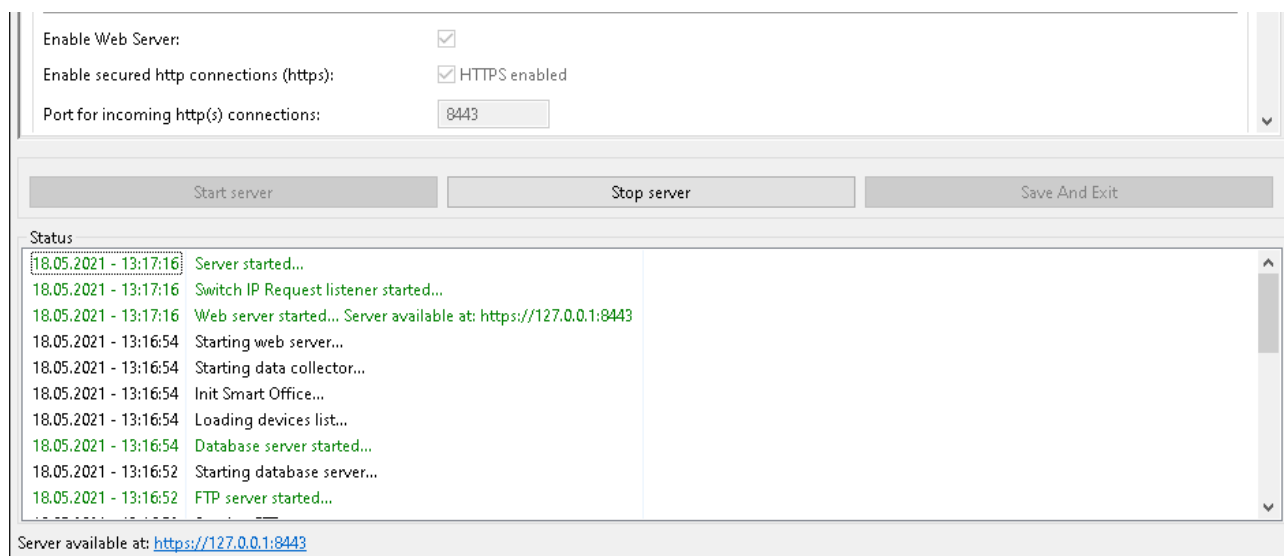 Enable Web Server:
Enable secured http connections (https): HTTPS enabled
Port for incoming http(s) connections: 8443
Start server Stop server Save And Exit
Status
18.05.2021 - 13:17:16 Server started...
18.05.2021 - 13:17:16 Switch IP Request listener started...
18.05.2021 - 13:17:16 Web server started... Server available at: https://127.0.0.1:8443
18.05.2021 - 13:16:54 Starting web server...
18.05.2021 - 13:16:54 Starting data collector...
18.05.2021 - 13:16:54 Init Smart Office...
18.05.2021 - 13:16:54 Loading devices list...
18.05.2021 - 13:16:54 Database server started...
18.05.2021 - 13:16:52 Starting database server...
18.05.2021 - 13:16:52 FTP server started...
Server available at: https://127.0.0.1:8443